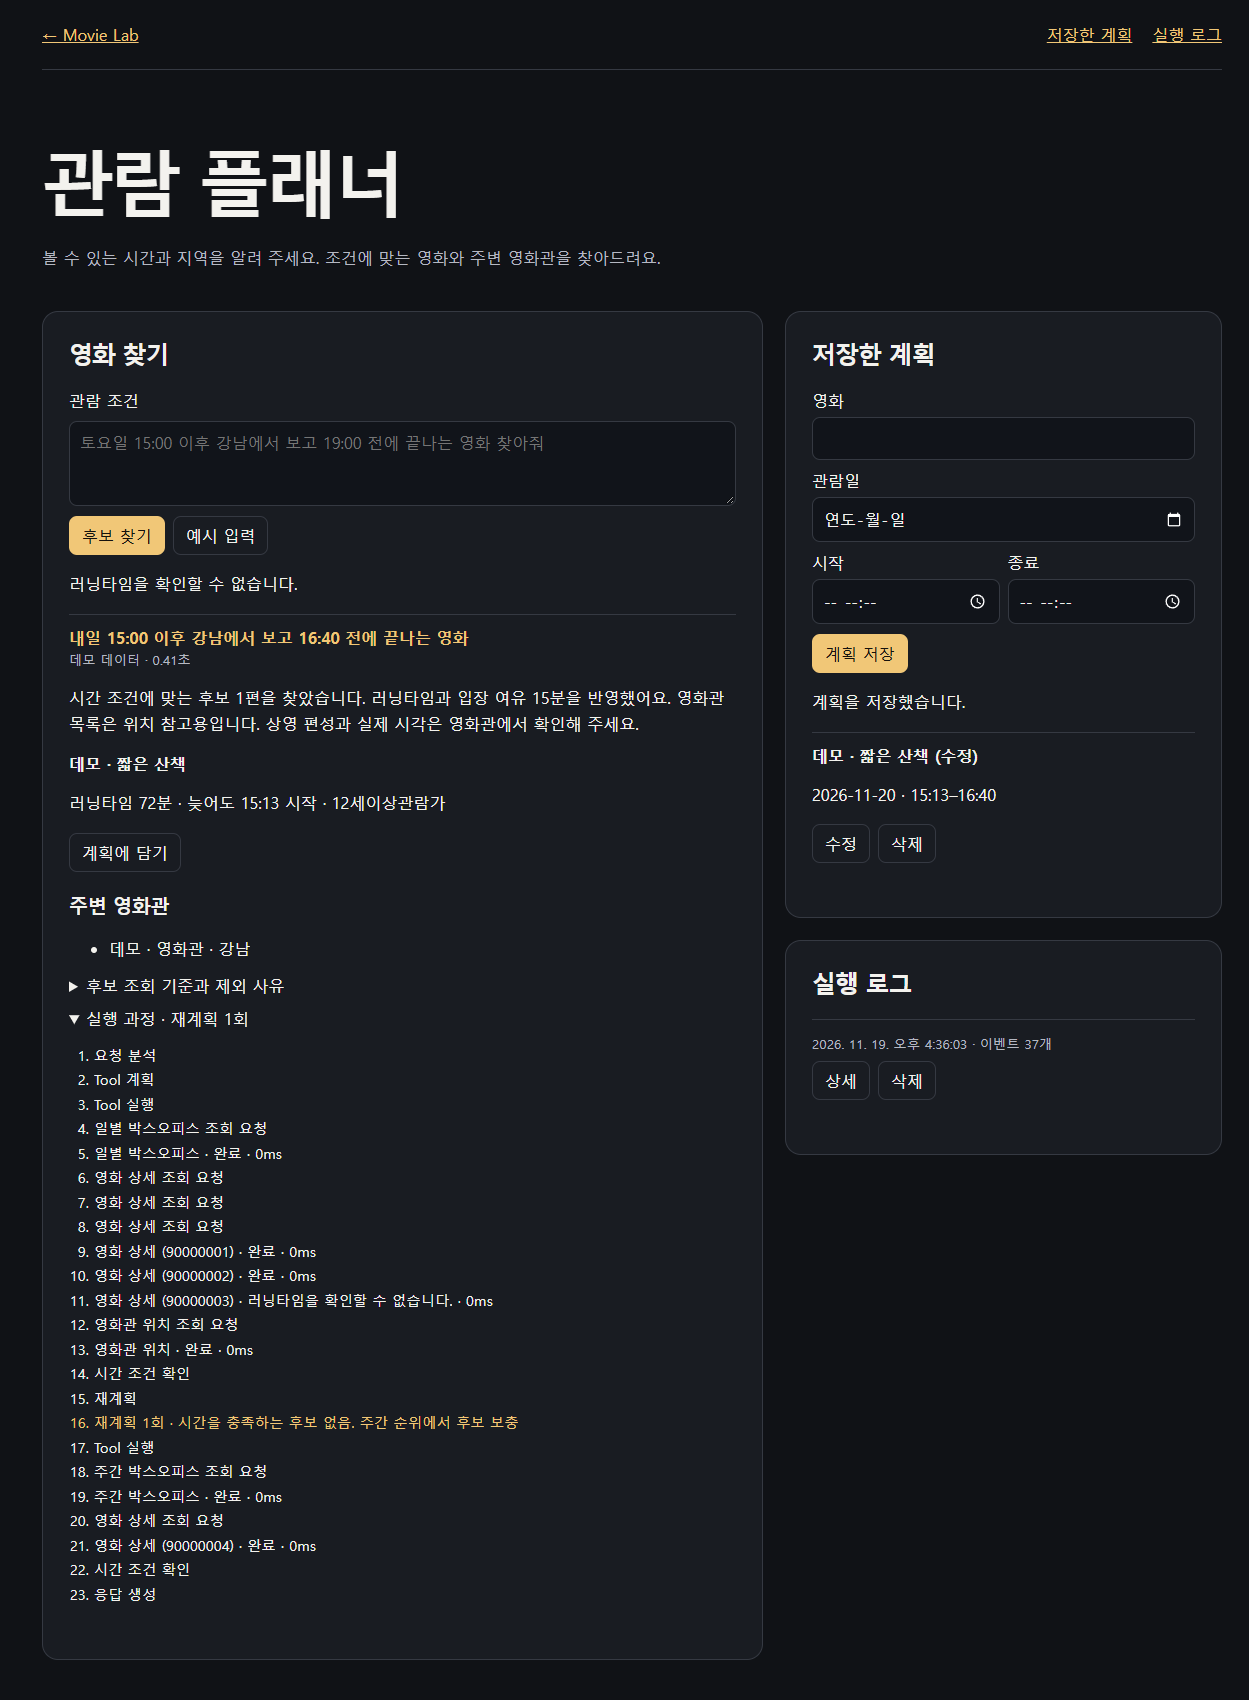 ← Movie Lab
저장한 계획
실행 로그
관람 플래너
볼 수 있는 시간과 지역을 알려 주세요. 조건에 맞는 영화와 주변 영화관을 찾아드려요.
영화 찾기
관람 조건
토요일 15:00 이후 강남에서 보고 19:00 전에 끝나는 영화 찾아줘
후보 찾기
예시 입력
러닝타임을 확인할 수 없습니다.
내일 15:00 이후 강남에서 보고 16:40 전에 끝나는 영화
데모 데이터 · 0.41초
시간 조건에 맞는 후보 1편을 찾았습니다. 러닝타임과 입장 여유 15분을 반영했어요. 영화관
목록은 위치 참고용입니다. 상영 편성과 실제 시각은 영화관에서 확인해 주세요.
데모 · 짧은 산책
러닝타임 72분 · 늦어도 15:13 시작 · 12세이상관람가
계획에 담기
주변 영화관
• 데모 · 영화관 · 강남
▶ 후보 조회 기준과 제외 사유
▼ 실행 과정 · 재계획 1회
1. 요청 분석
2. Tool 계획
3. Tool 실행
4. 일별 박스오피스 조회 요청
5. 일별 박스오피스 · 완료 · 0ms
6. 영화 상세 조회 요청
7. 영화 상세 조회 요청
8. 영화 상세 조회 요청
9. 영화 상세 (90000001) · 완료 · 0ms
10. 영화 상세 (90000002) · 완료 · 0ms
11. 영화 상세 (90000003) · 러닝타임을 확인할 수 없습니다. · 0ms
12. 영화관 위치 조회 요청
13. 영화관 위치 · 완료 · 0ms
14. 시간 조건 확인
15. 재계획
16. 재계획 1회 · 시간을 충족하는 후보 없음. 주간 순위에서 후보 보충
17. Tool 실행
18. 주간 박스오피스 조회 요청
19. 주간 박스오피스 · 완료 · 0ms
20. 영화 상세 조회 요청
21. 영화 상세 (90000004) · 완료 · 0ms
22. 시간 조건 확인
23. 응답 생성
저장한 계획
영화
관람일
연도-월-일
시작
종료
-- --:--
-- --:--
계획 저장
계획을 저장했습니다.
데모 · 짧은 산책 (수정)
2026-11-20 · 15:13–16:40
수정
삭제
실행 로그
2026. 11. 19. 오후 4:36:03 · 이벤트 37개
상세
삭제